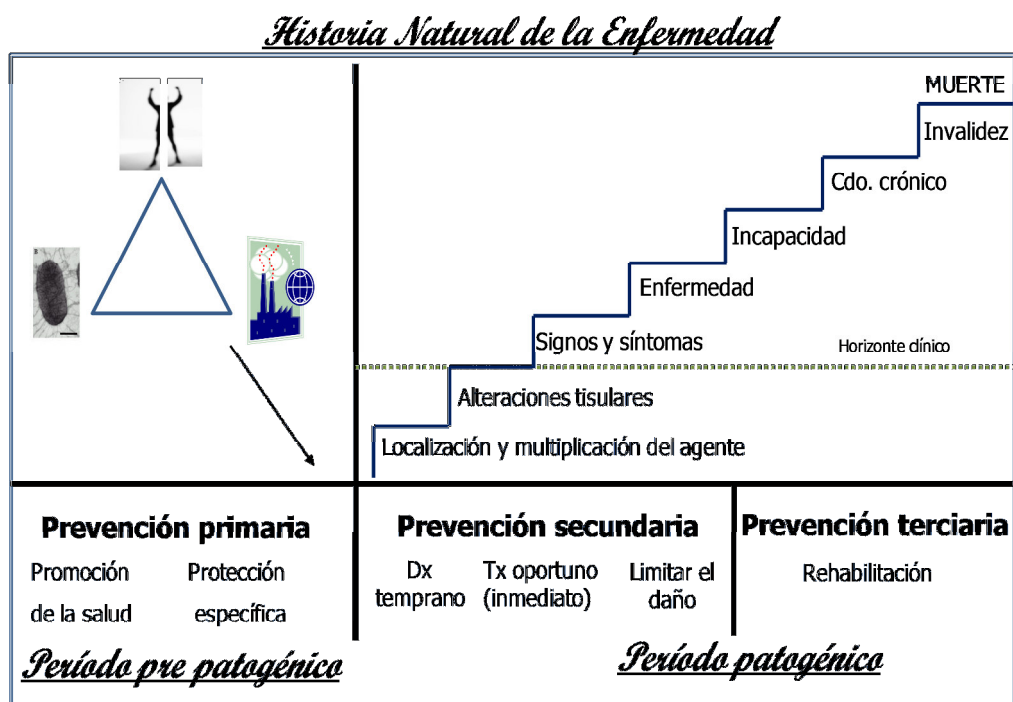 Historia Natural de la Enfermedad
MUERTE
Invalidez
Cdo. crónico
Incapacidad
Enfermedad
Signos y síntomas
Horizonte clínico
Alteraciones tisulares
Localización y multiplicación del agente
Prevención primaria
Promoción
de la salud
Protección
específica
Prevención secundaria
Dx
temprano
Tx oportuno
(inmediato)
Limitar el
daño
Prevención terciaria
Rehabilitación
Período pre patogénico
Período patogénico